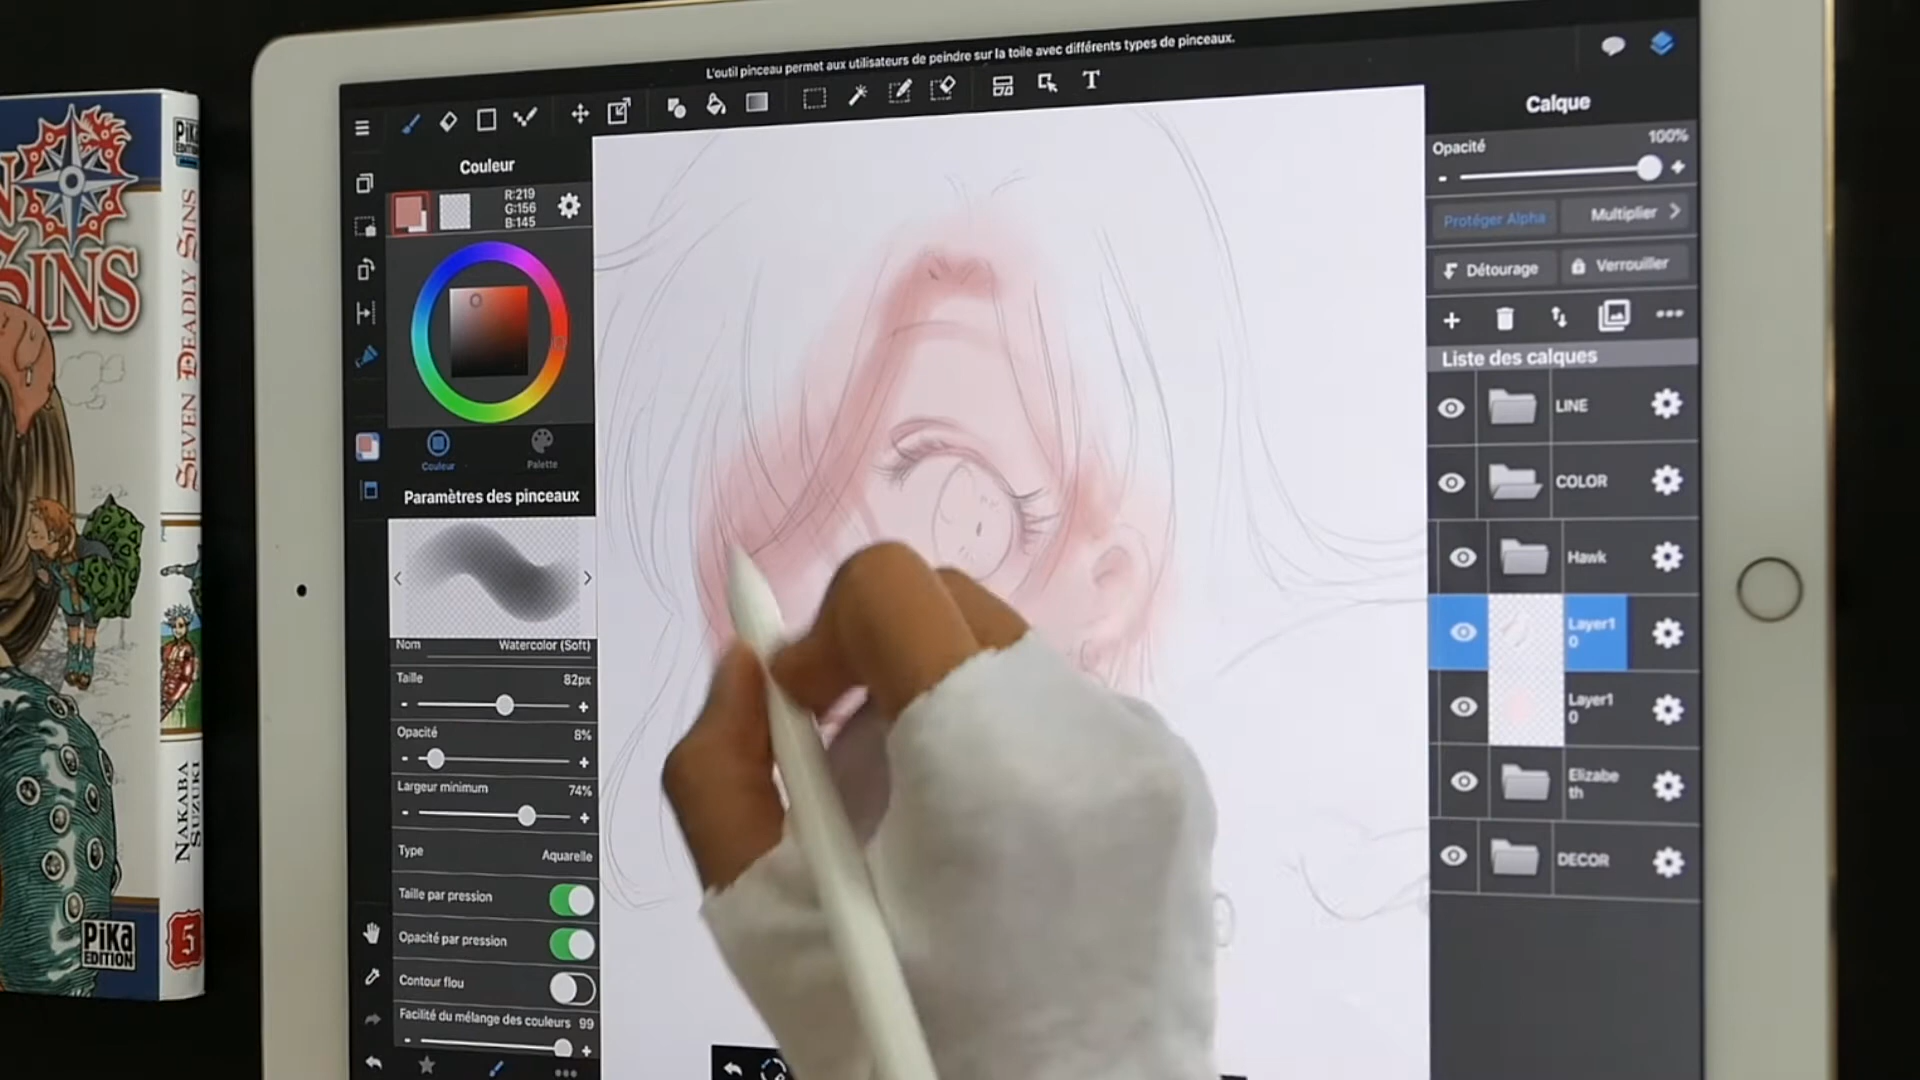 L'outil pinceau permet aux utilisateurs de peindre sur la toile avec différents types de pinceaux.
T
Couleur
R:219
G:156
B:145
Couleur
Palette
Paramètres des pinceaux
Nom
Watercolor (Soft)
Taille
82px
-
+
Opacité
8%
-
+
Largeur minimum
74%
-
+
Type
Aquarelle
Taille par pression
Opacité par pression
Contour flou
Facilité du mélange des couleurs
99
-
+
Calque
Opacité
100%
-
+
Protéger Alpha
Multiplier
Détourage
Verrouiller
Liste des calques
LINE
COLOR
Hawk
Layer1
0
Layer1
0
Elizabe
th
DECOR
SINS
PiKa
EDITION
SEVEN DEADLY SINS
NAKABA
SUZUKI
PiKa
EDITION
5